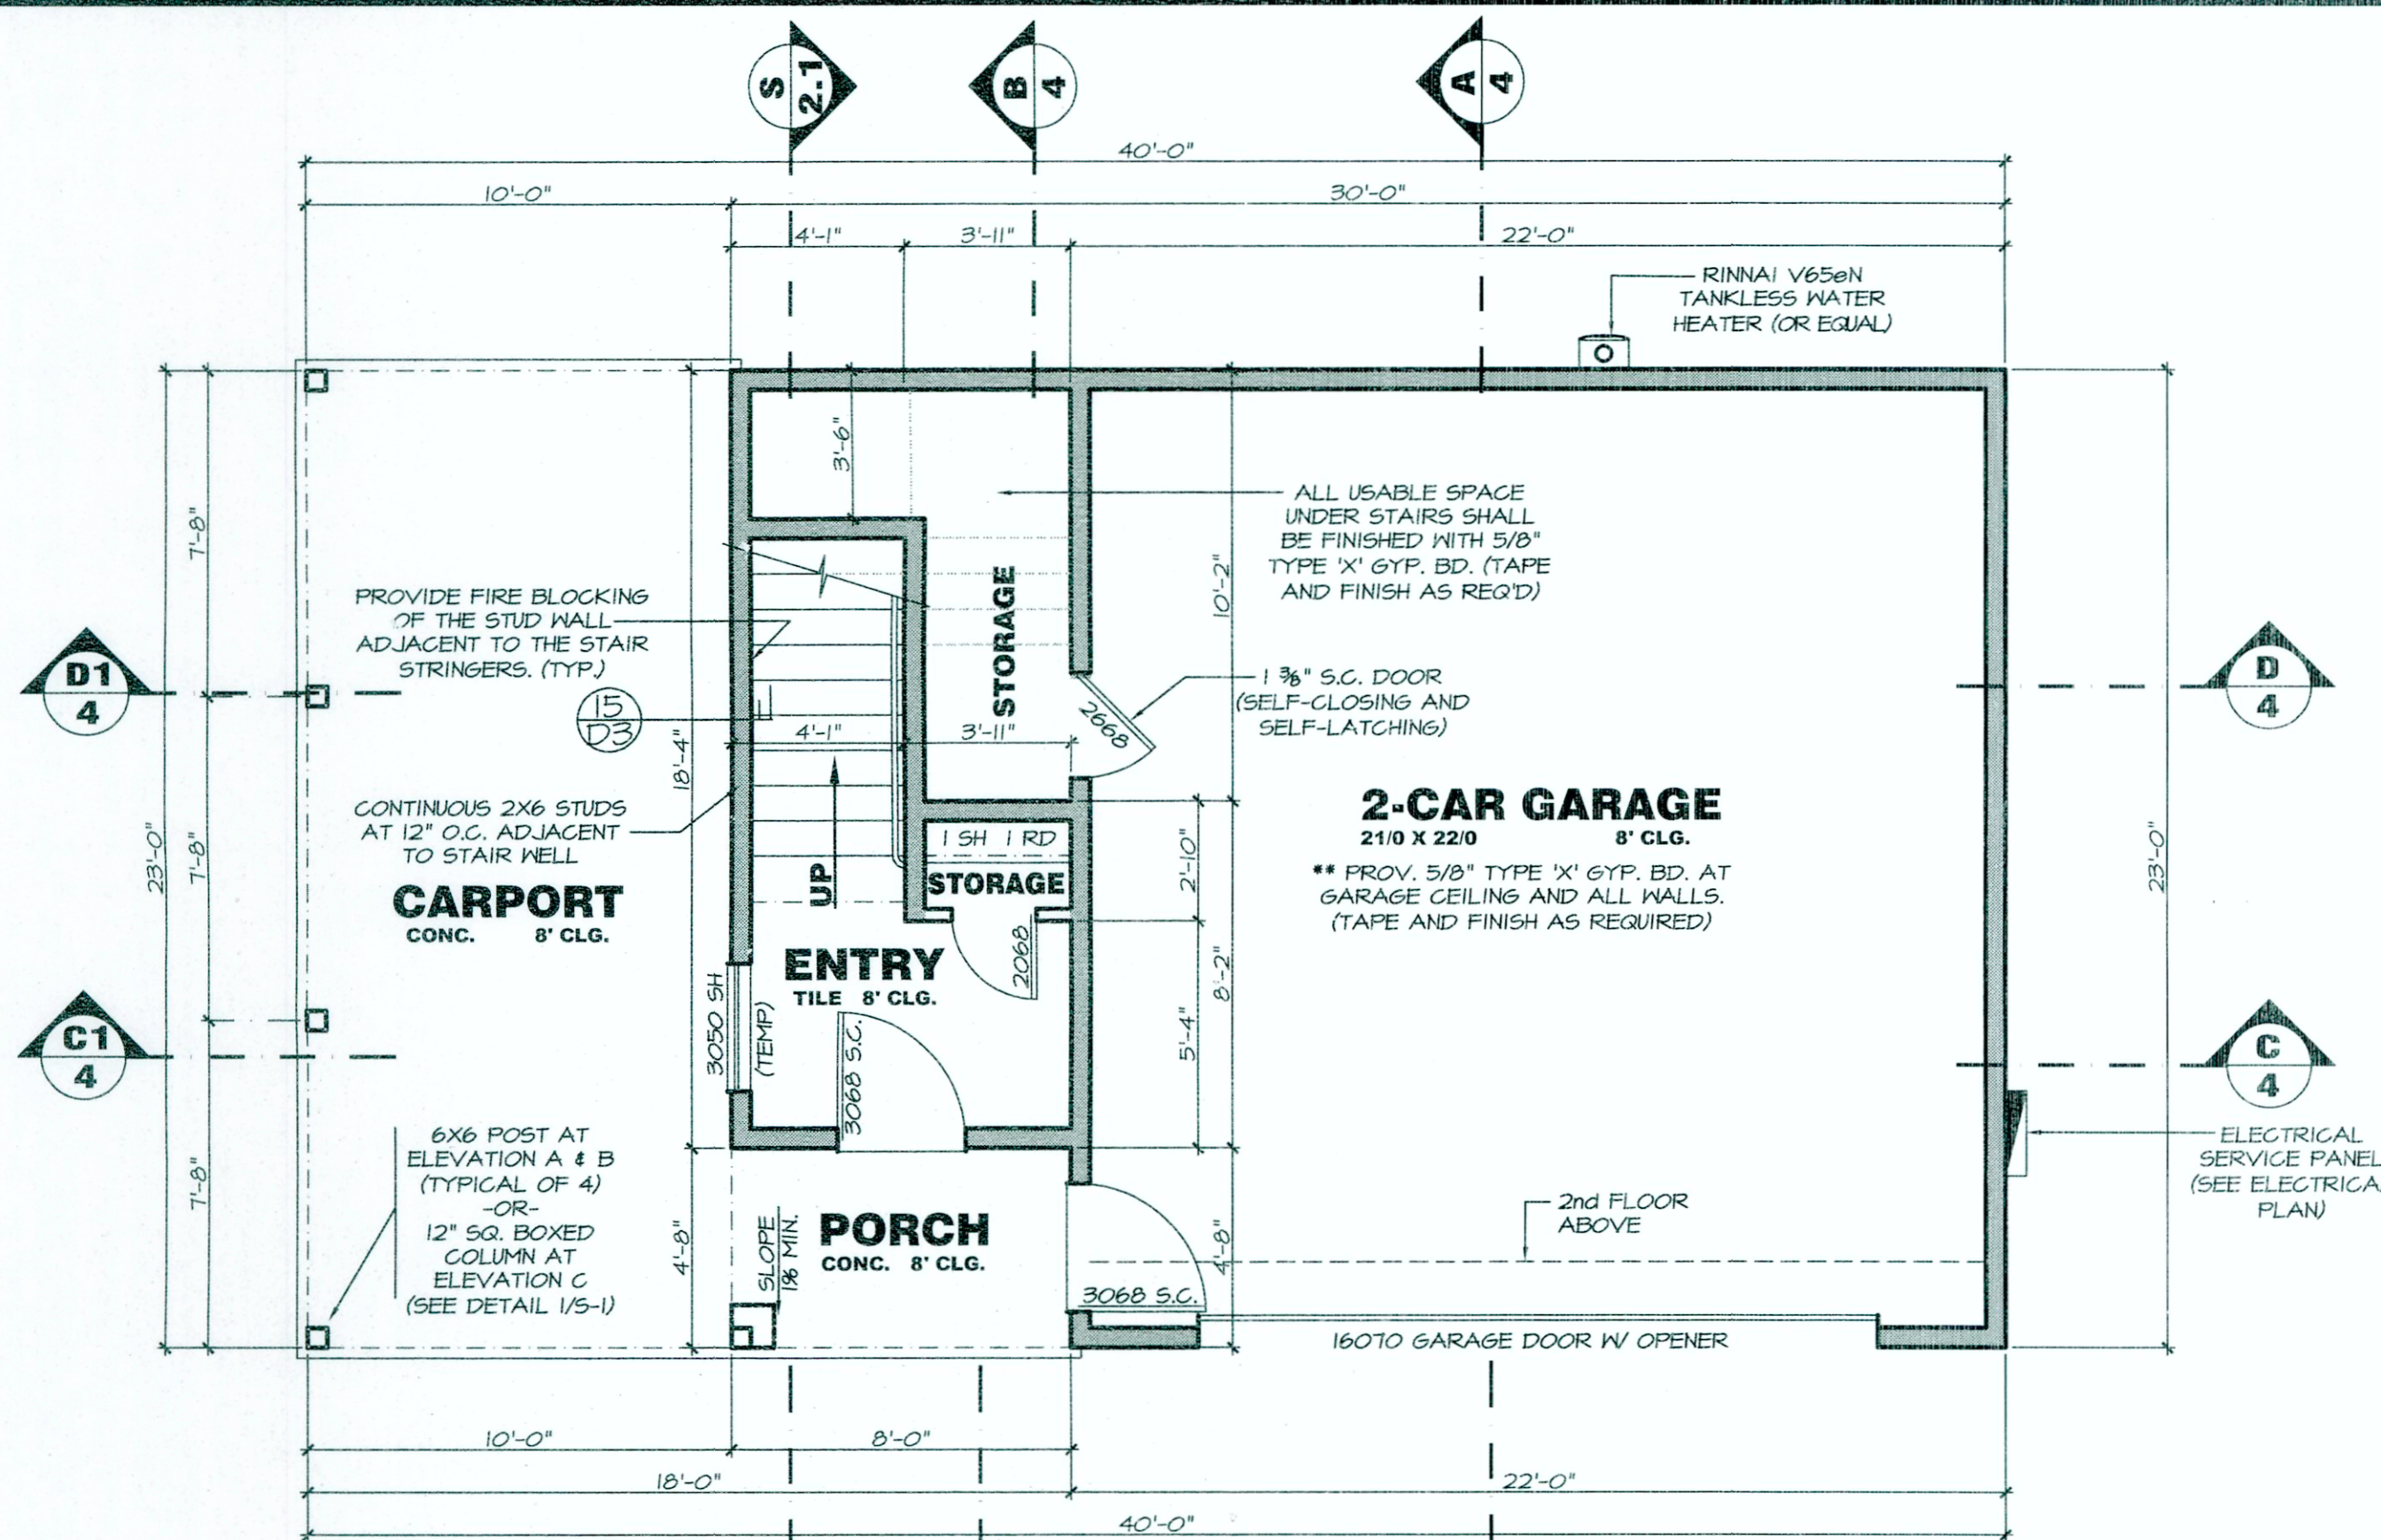 S
2.1
B
4
A
4
40'-0"
10'-0"
30'-0"
4'-1"
3'-11"
22'-0"
RINNAI V65eN
TANKLESS WATER
HEATER (OR EQUAL)
3'-6"
7'-8"
ALL USABLE SPACE
UNDER STAIRS SHALL
BE FINISHED WITH 5/8"
TYPE 'X' GYP. BD. (TAPE
AND FINISH AS REQ'D)
10'-2"
STORAGE
PROVIDE FIRE BLOCKING
OF THE STUD WALL
ADJACENT TO THE STAIR
STRINGERS. (TYP.)
D1
4
D
4
15
D3
18'-4"
4'-1"
3'-11"
2668
1 3/8" S.C. DOOR
(SELF-CLOSING AND
SELF-LATCHING)
CONTINUOUS 2X6 STUDS
AT 12" O.C. ADJACENT
TO STAIR WELL
23'-0"
7'-8"
CARPORT
CONC. 8' CLG.
UP
1 SH 1 RD
STORAGE
2'-10"
2-CAR GARAGE
21/0 X 22/0 8' CLG.
** PROV. 5/8" TYPE 'X' GYP. BD. AT
GARAGE CEILING AND ALL WALLS.
(TAPE AND FINISH AS REQUIRED)
23'-0"
ENTRY
TILE 8' CLG.
2068
8'-2"
5'-4"
3050 SH
(TEMP)
3068 S.C.
C1
4
C
4
ELECTRICAL
SERVICE PANEL
(SEE ELECTRICA
PLAN)
6X6 POST AT
ELEVATION A & B
(TYPICAL OF 4)
-OR-
12" SQ. BOXED
COLUMN AT
ELEVATION C
(SEE DETAIL 1/S-1)
7'-8"
4'-8"
SLOPE
1% MIN.
PORCH
CONC. 8' CLG.
4'-8"
3068 S.C.
2nd FLOOR
ABOVE
16070 GARAGE DOOR W/ OPENER
10'-0"
8'-0"
18'-0"
22'-0"
40'-0"